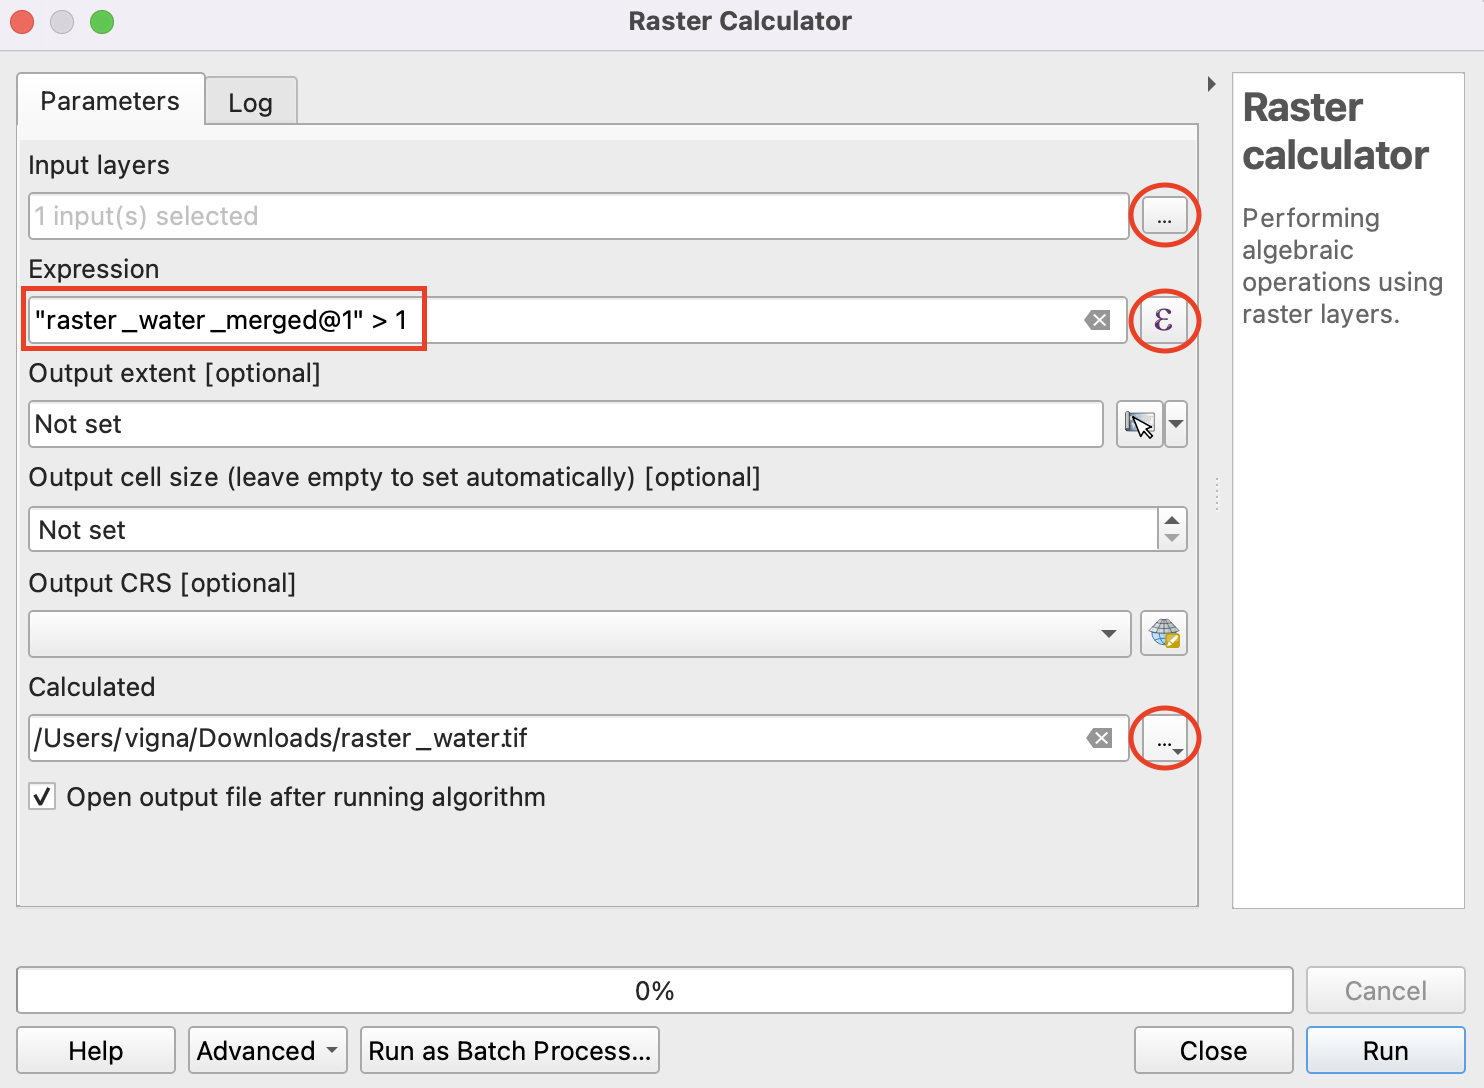 Raster Calculator
Parameters
Log
Input layers
1 input(s) selected
...
Expression
"raster_water_merged@1" > 1
ε
Output extent [optional]
Not set
Output cell size (leave empty to set automatically) [optional]
Not set
Output CRS [optional]
Calculated
/Users/vigna/Downloads/raster_water.tif
...
Open output file after running algorithm
Raster
calculator
Performing
algebraic
operations using
raster layers.
0%
Cancel
Help
Advanced
Run as Batch Process...
Close
Run